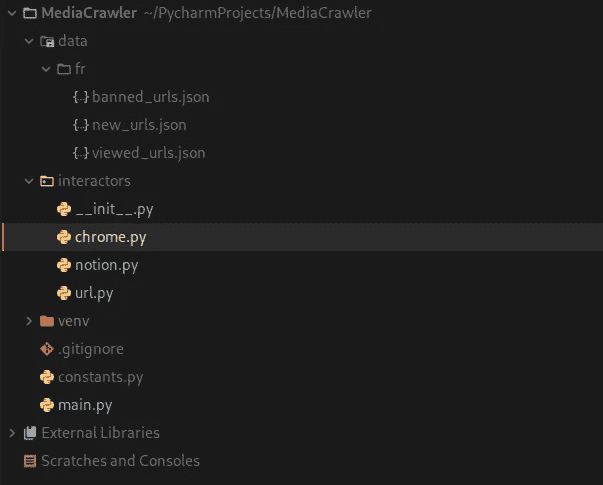 MediaCrawler ~/PycharmProjects/MediaCrawler
data
fr
{..} banned_urls.json
{..} new_urls.json
{..} viewed_urls.json
interactors
__init__.py
chrome.py
notion.py
url.py
venv
.gitignore
constants.py
main.py
External Libraries
Scratches and Consoles